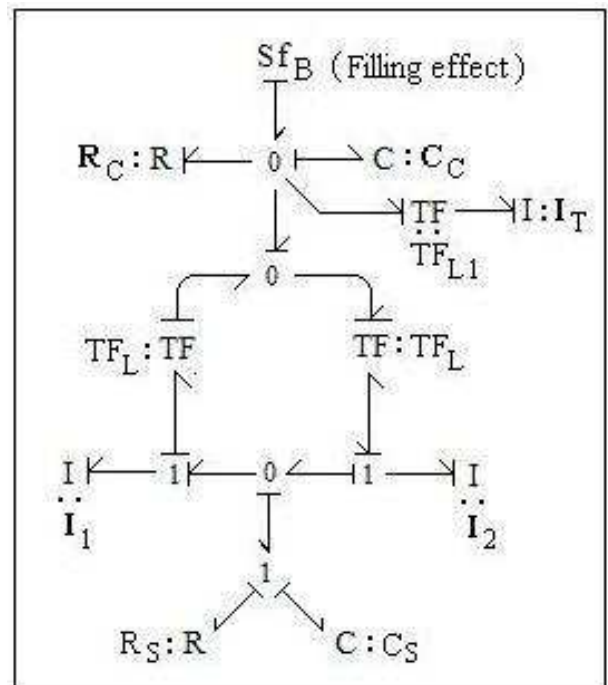 Sf_B (Filling effect)
R_C : R 0 C : C_C
TF I : I_T
TF_L1
0
TF_L : TF TF : TF_L
I 1 0 1 I
I_1 I_2
1
R_S : R C : C_S